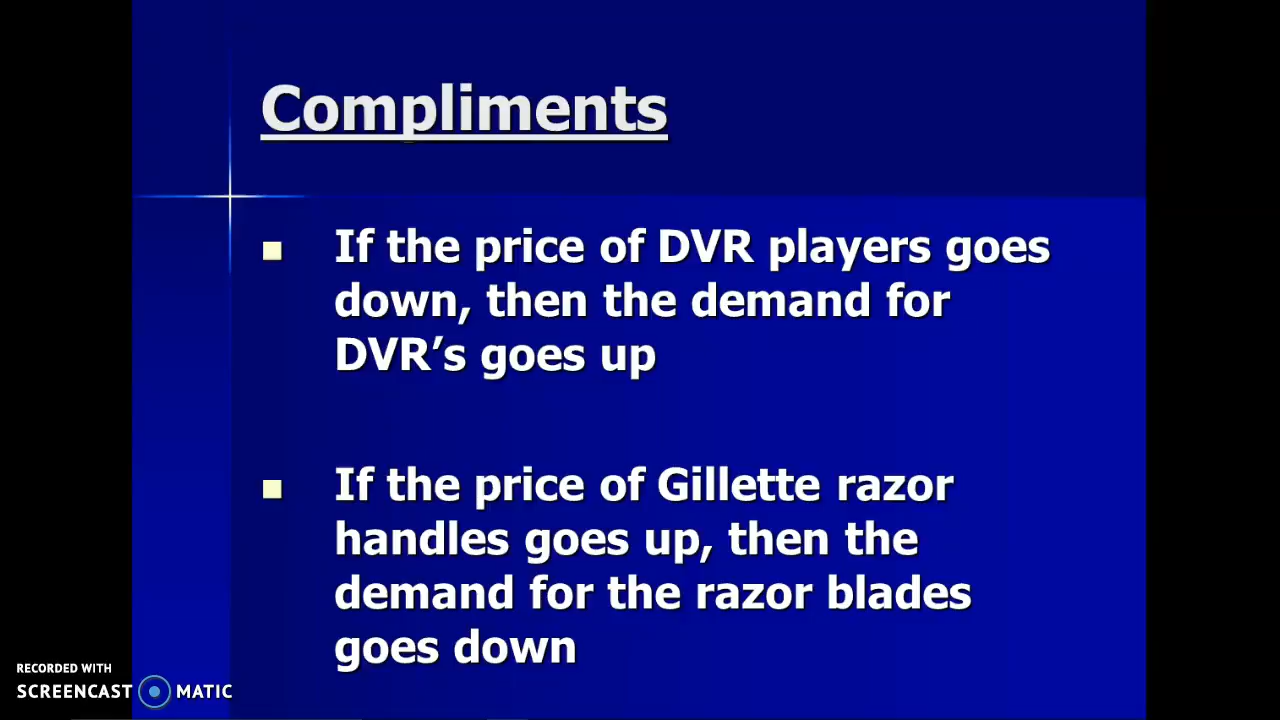 Compliments
If the price of DVR players goes
down, then the demand for
DVR’s goes up
If the price of Gillette razor
handles goes up, then the
demand for the razor blades
goes down
RECORDED WITH
SCREENCAST MATIC